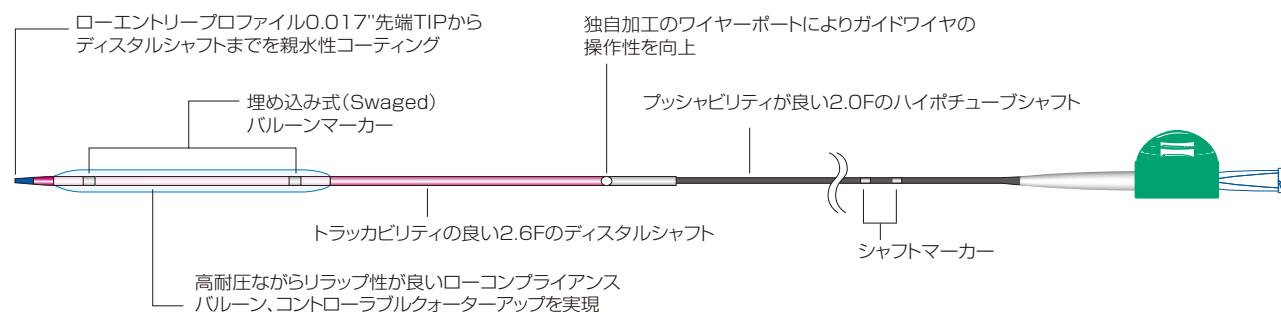 ローエントリープロファイル0.017"先端TIPから
ディスタルシャフトまでを親水性コーティング
独自加工のワイヤーポートによりガイドワイヤの
操作性を向上
埋め込み式(Swaged)
バルーンマーカー
プッシャビリティが良い2.0Fのハイポチューブシャフト
トラッカビリティの良い2.6Fのディスタルシャフト
シャフトマーカー
高耐圧ながらリラップ性が良いローコンプライアンス
バルーン、コントローラブルクォーターアップを実現